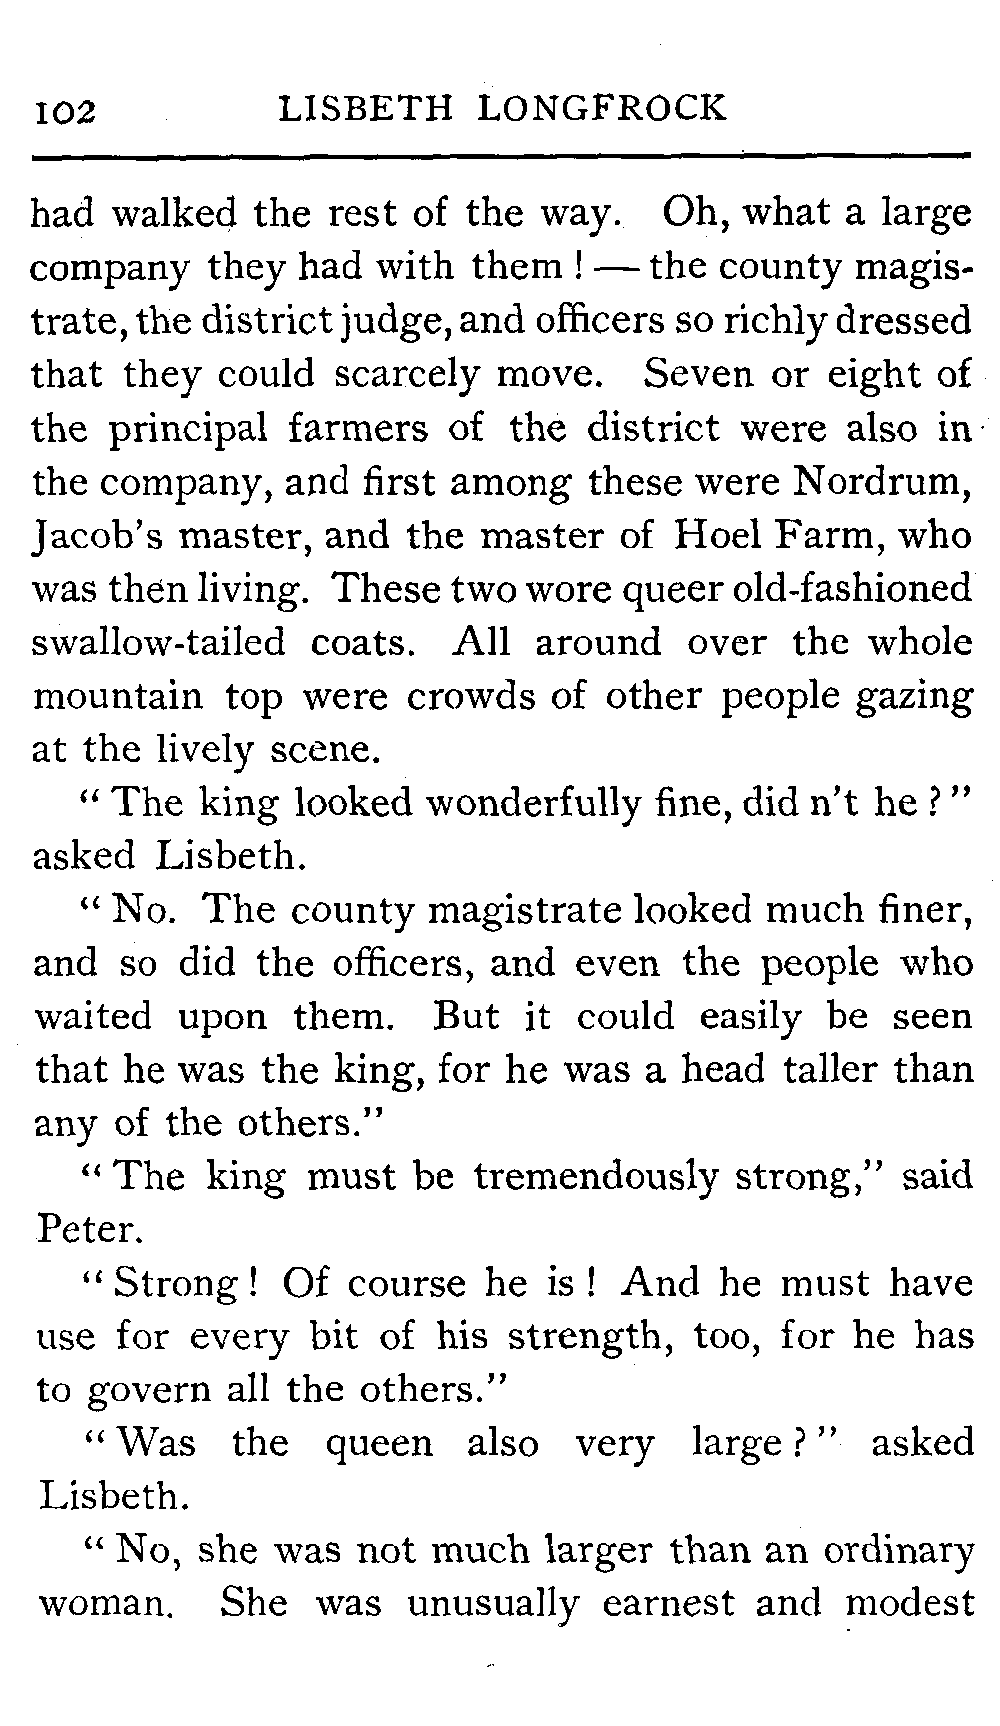 102 LISBETH LONGFROCK
had walked the rest of the way. Oh, what a large
company they had with them ! — the county magis-
trate, the district judge, and officers so richly dressed
that they could scarcely move. Seven or eight of
the principal farmers of the district were also in
the company, and first among these were Nordrum,
Jacob's master, and the master of Hoel Farm, who
was then living. These two wore queer old-fashioned
swallow-tailed coats. All around over the whole
mountain top were crowds of other people gazing
at the lively scene.
“ The king looked wonderfully fine, did n't he ? ”
asked Lisbeth.
“ No. The county magistrate looked much finer,
and so did the officers, and even the people who
waited upon them. But it could easily be seen
that he was the king, for he was a head taller than
any of the others.”
“ The king must be tremendously strong,” said
Peter.
“ Strong ! Of course he is ! And he must have
use for every bit of his strength, too, for he has
to govern all the others.”
“ Was the queen also very large ? ” asked
Lisbeth.
“ No, she was not much larger than an ordinary
woman. She was unusually earnest and modest